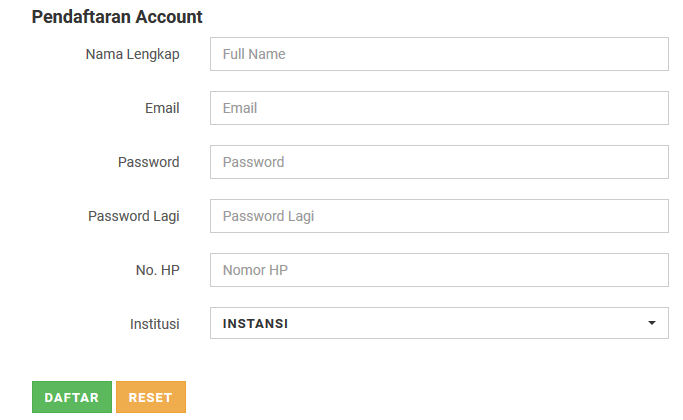 Pendaftaran Account
Nama Lengkap Full Name
Email Email
Password Password
Password Lagi Password Lagi
No. HP Nomor HP
Institusi INSTANSI
DAFTAR RESET